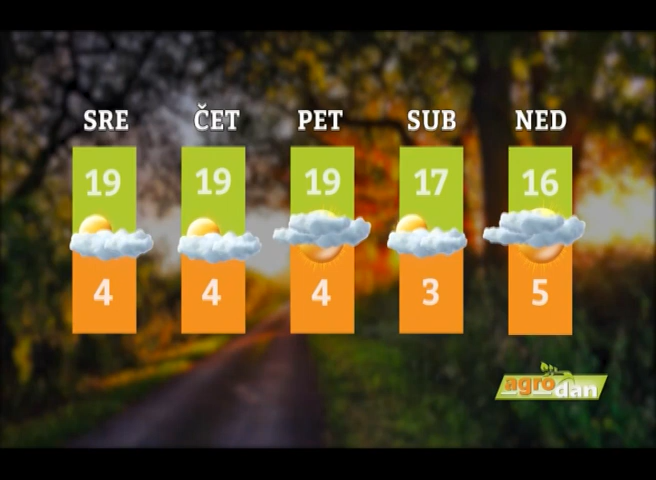 SRE ČET PET SUB NED
19 19 19 17 16
4 4 4 3 5
agro
dan